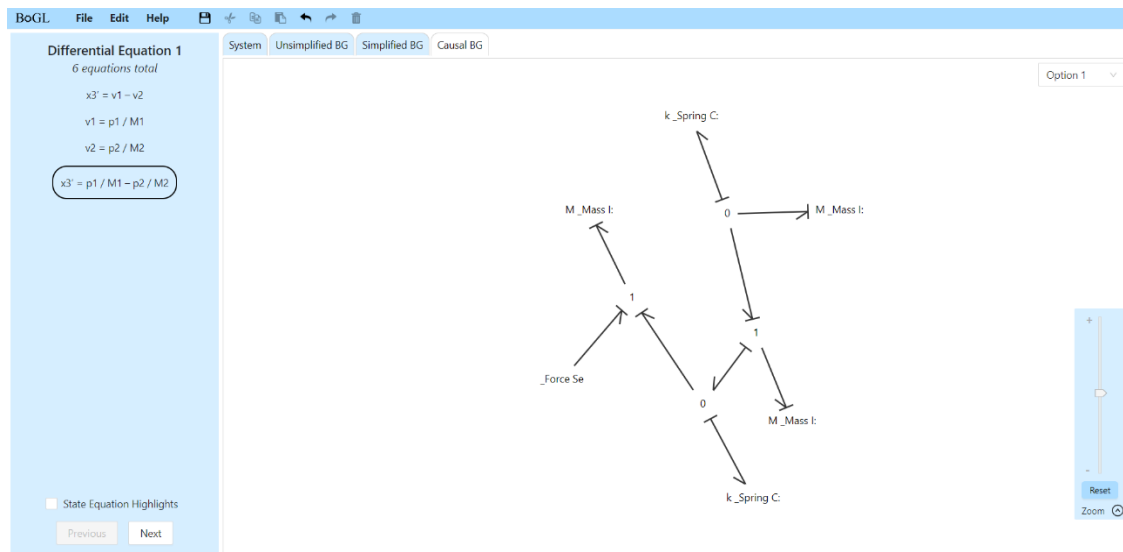 BoGL File Edit Help
Differential Equation 1
6 equations total
x3' = v1 – v2
v1 = p1 / M1
v2 = p2 / M2
x3' = p1 / M1 – p2 / M2
State Equation Highlights
Previous Next
System Unsimplified BG Simplified BG Causal BG
Option 1
k _Spring C:
M _Mass I:
0
M _Mass I:
1
1
_Force Se
0
M _Mass I:
k _Spring C:
+
-
Reset
Zoom